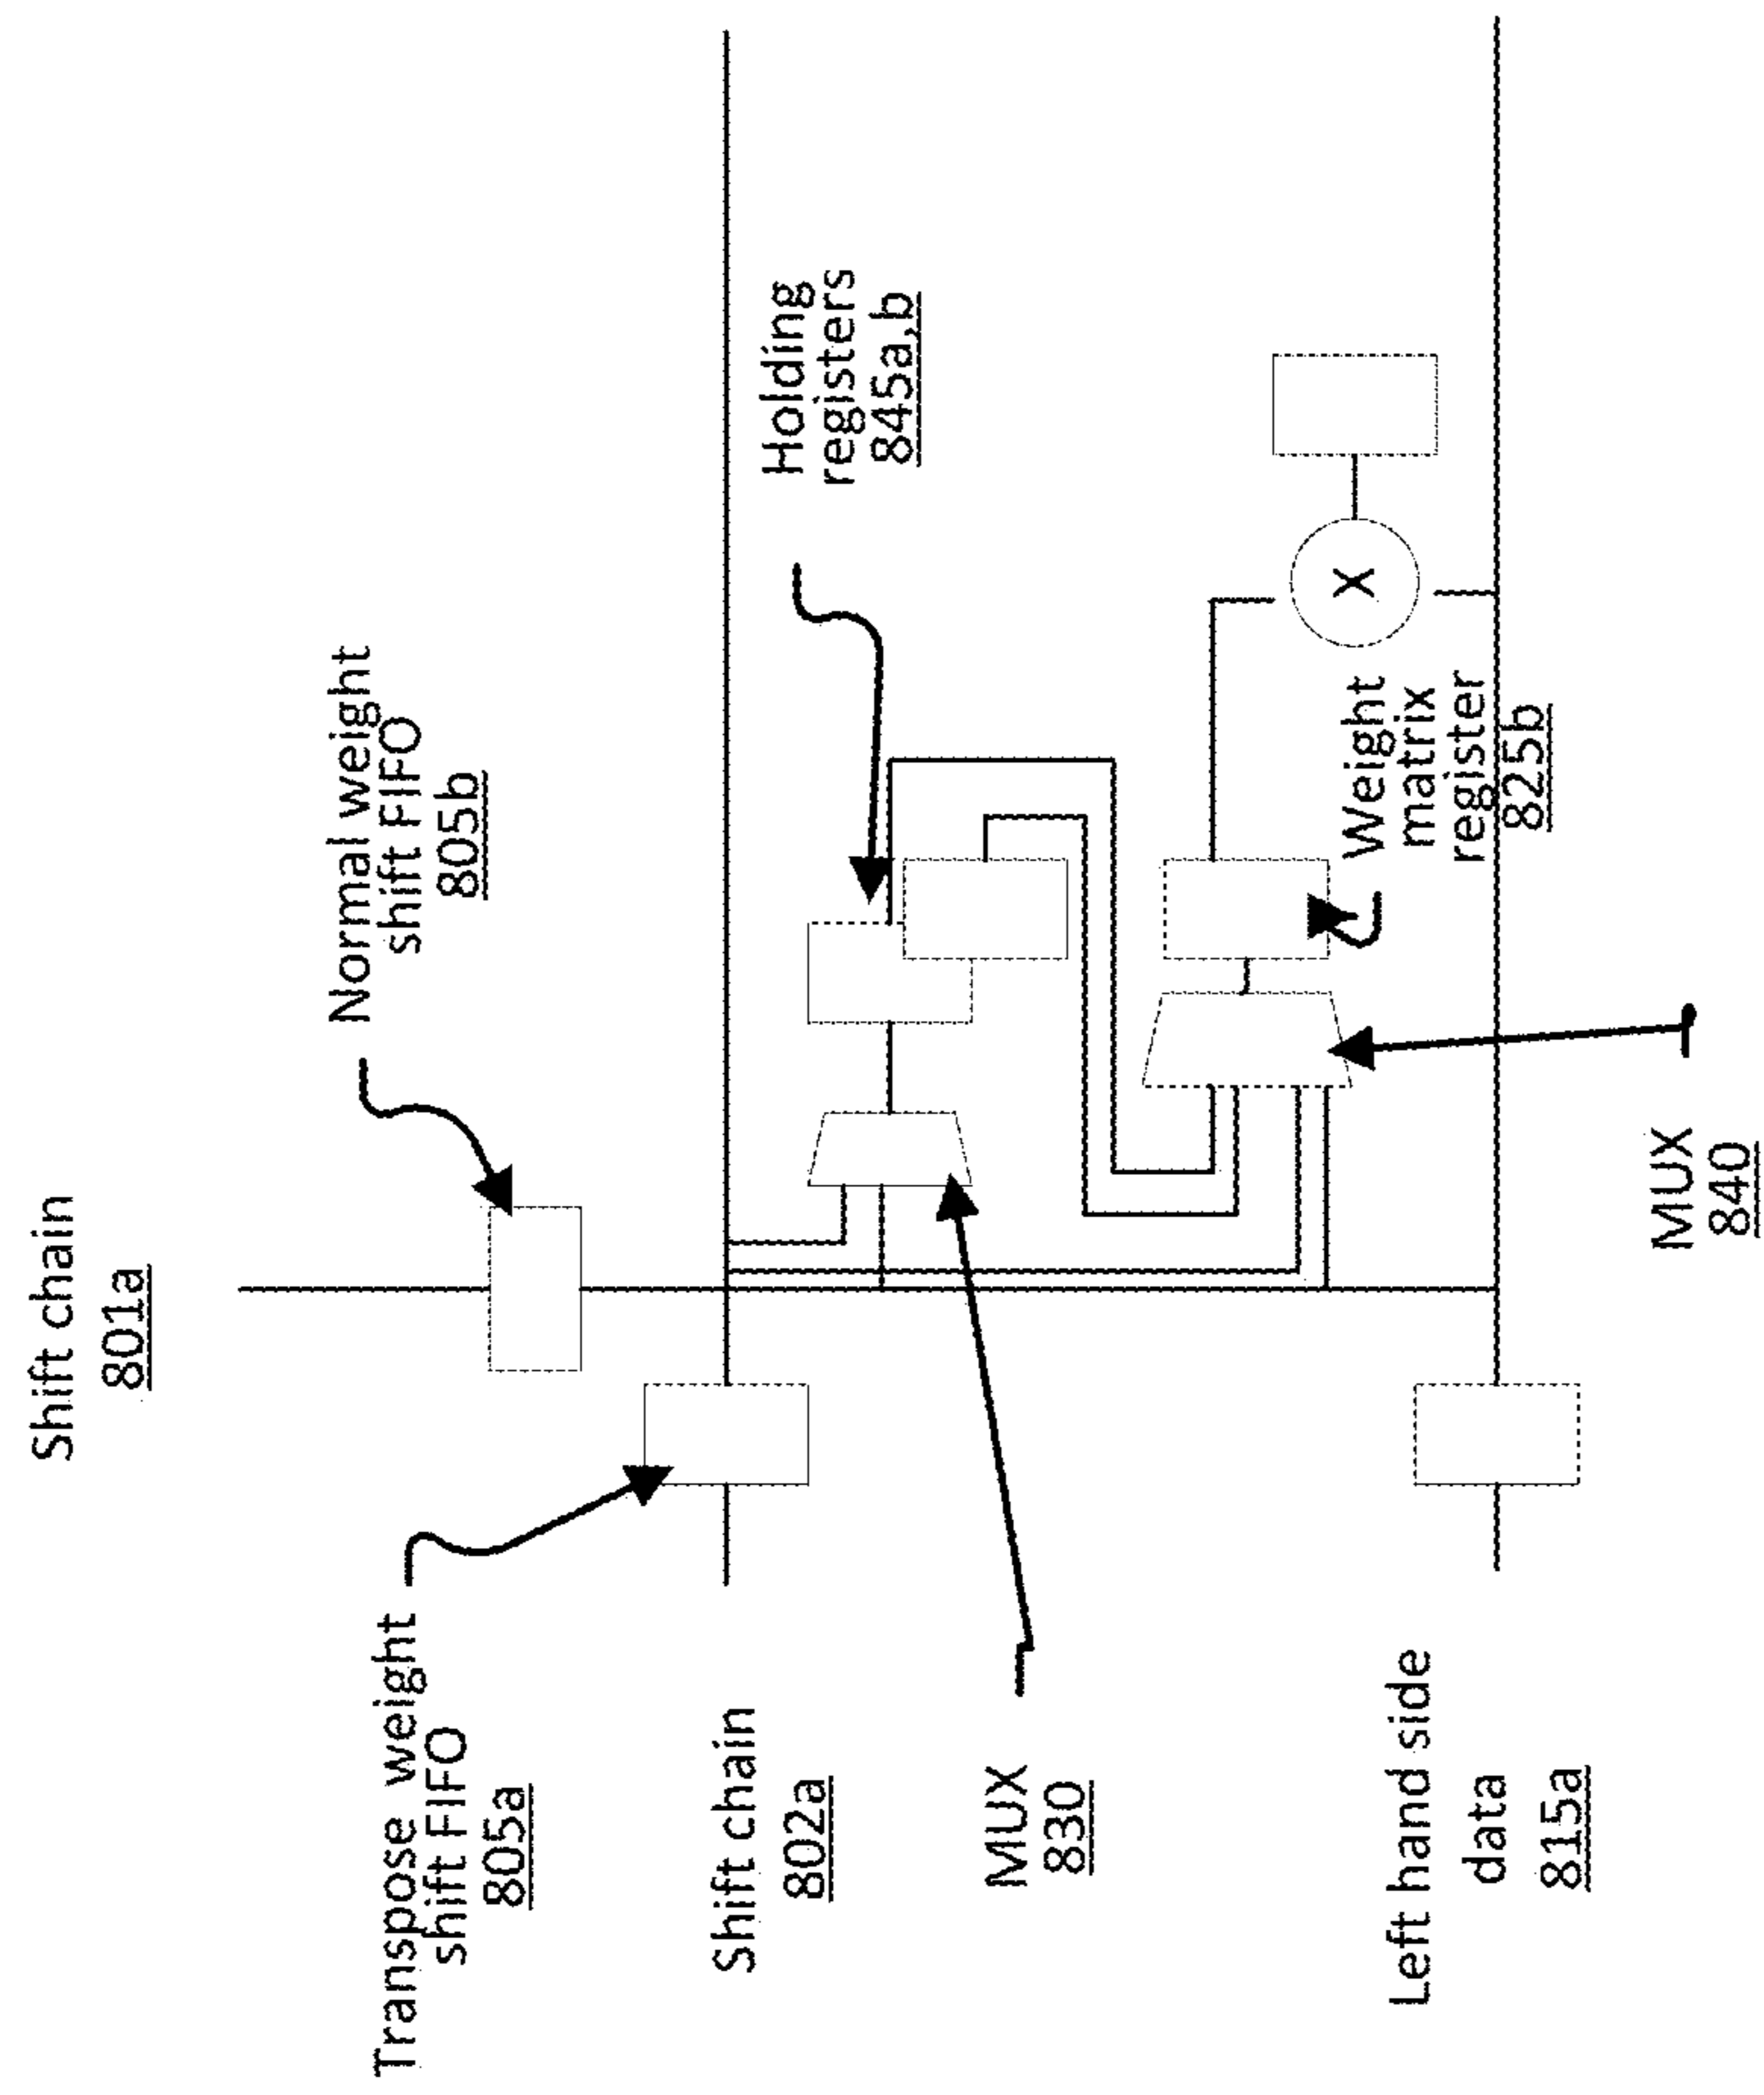 Shift chain
801a
Normal weight
shift FIFO
805b
Transpose weight
shift FIFO
805a
Shift chain
802a
Holding
registers
845a,b
MUX
830
Weight
matrix
register
825b
X
Left hand side
data
815a
MUX
840